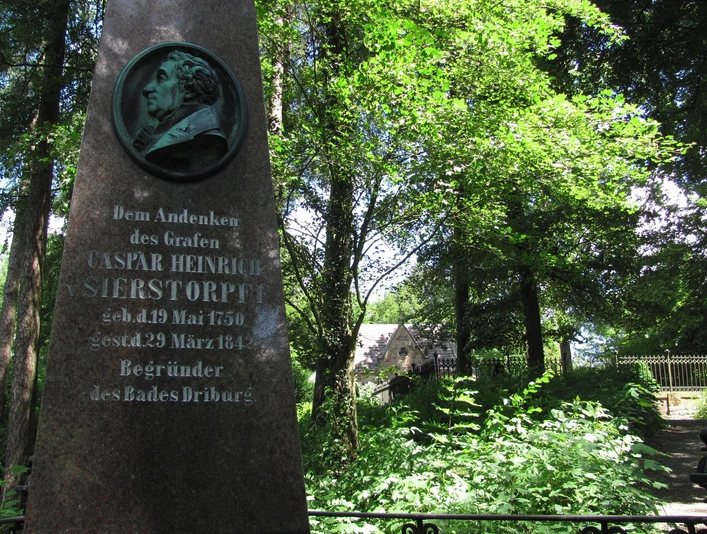 Dem Andenken
des Grafen
CASPAR HEINRICH
v SIERSTORPFF
geb.d.19 Mai 1750
gest.d.29 März 1842
Begründer
des Bades Driburg.